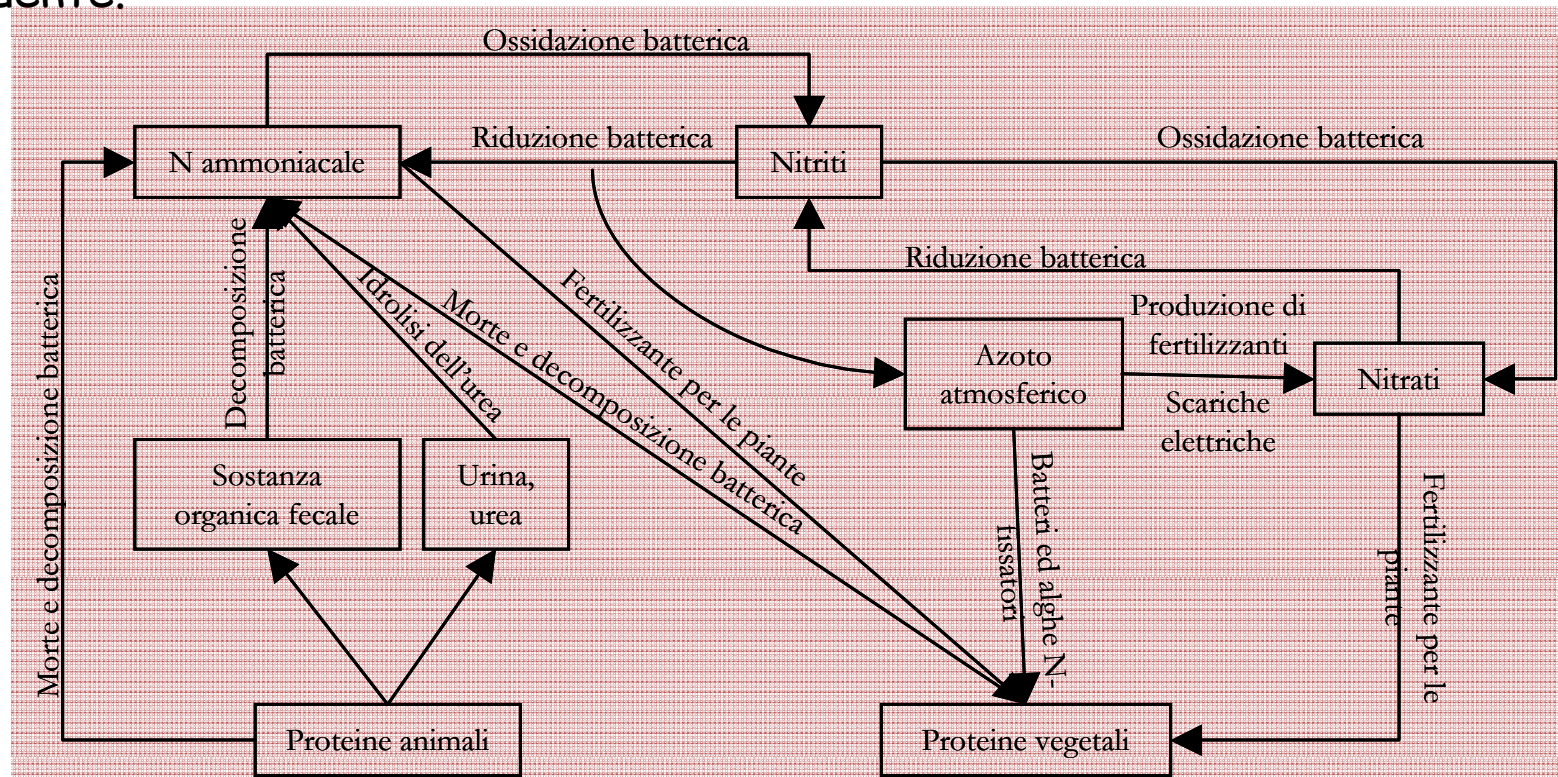 Ossidazione batterica
N ammoniacale
Riduzione batterica
Nitriti
Ossidazione batterica
Riduzione batterica
Produzione di
fertilizzanti
Azoto
atmosferico
Nitrati
Scariche
elettriche
Morte e decomposizione batterica
Decomposizione
batterica
Idrolisi dell'urea
Morte e decomposizione batterica
Fertilizzante per le piante
Sostanza
organica fecale
Urina,
urea
Batteri ed alghe N-
fissatori
Fertilizzante per le
piante
Proteine animali
Proteine vegetali